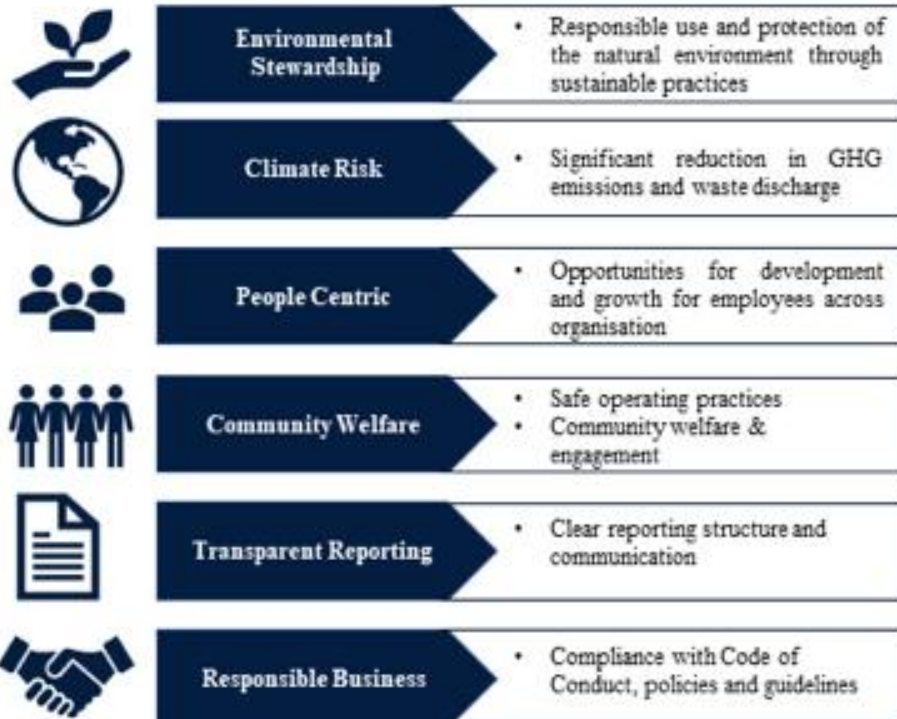 Environmental
Stewardship
• Responsible use and protection of
the natural environment through
sustainable practices
Climate Risk
• Significant reduction in GHG
emissions and waste discharge
People Centric
• Opportunities for development
and growth for employees across
organisation
Community Welfare
• Safe operating practices
• Community welfare &
engagement
Transparent Reporting
• Clear reporting structure and
communication
Responsible Business
• Compliance with Code of
Conduct, policies and guidelines